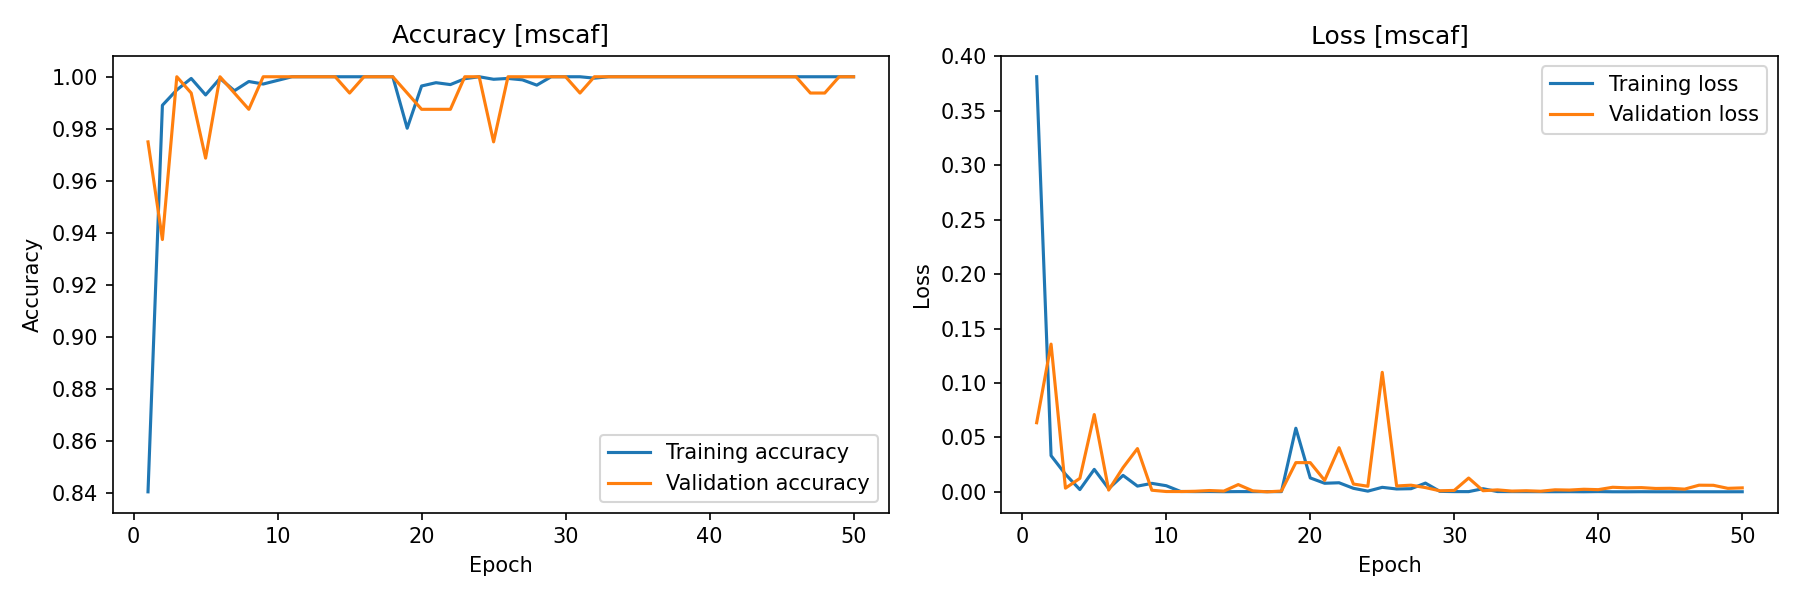 Accuracy [mscaf]
1.00
0.98
0.96
0.94
0.92
0.90
0.88
0.86
0.84
Accuracy
Training accuracy
Validation accuracy
0 10 20 30 40 50
Epoch
Loss [mscaf]
0.40
0.35
0.30
0.25
0.20
0.15
0.10
0.05
0.00
Loss
Training loss
Validation loss
0 10 20 30 40 50
Epoch